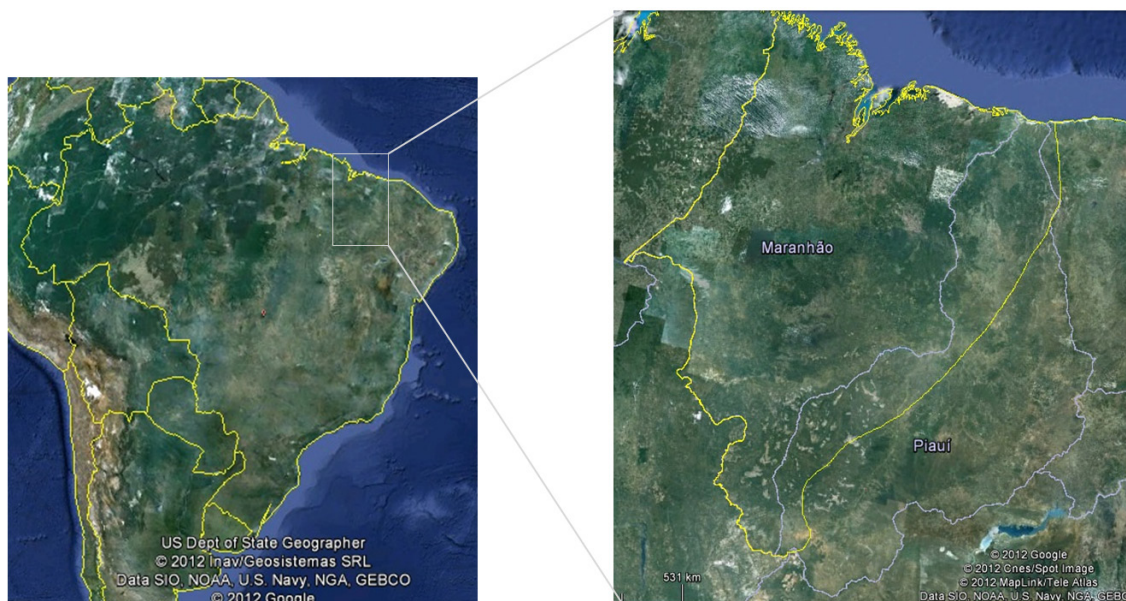 US Dept of State Geographer
© 2012 Inav/Geosistemas SRL
Data SIO, NOAA, U.S. Navy, NGA, GEBCO
© 2012 Google
Maranhão
Piauí
531 km
© 2012 Google
© 2012 Cnes/Spot Image
© 2012 MapLink/Tele Atlas
Data SIO, NOAA, U.S. Navy, NGA, GEBC